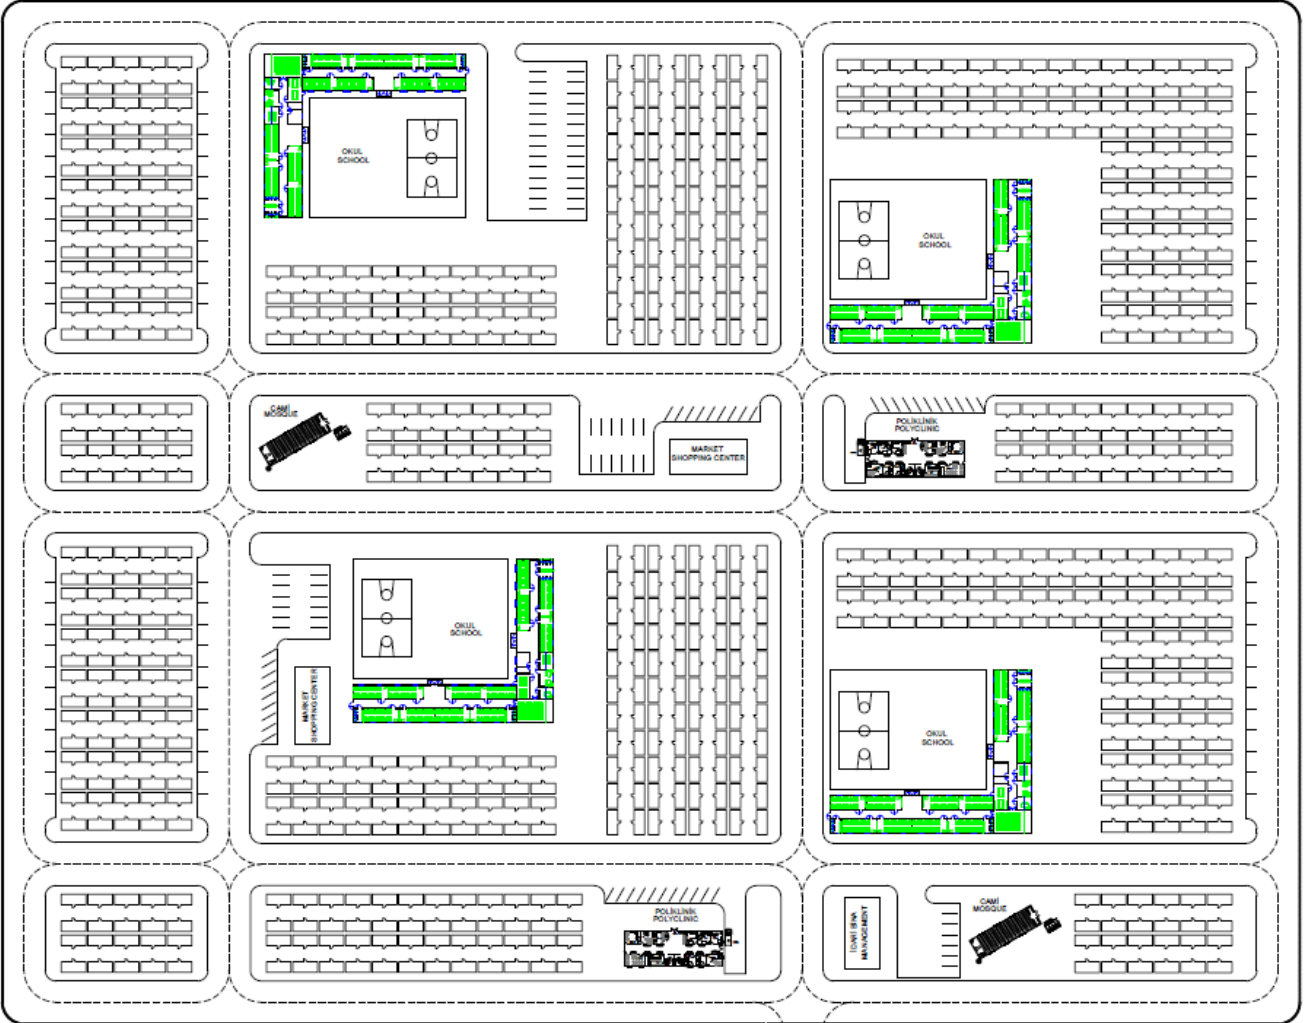 OKUL
SCHOOL
OKUL
SCHOOL
CAMİ
MOSQUE
MARKET
SHOPPING CENTER
POLİKLİNİK
POLYCLINIC
OKUL
SCHOOL
MARKET
SHOPPING CENTER
OKUL
SCHOOL
POLİKLİNİK
POLYCLINIC
İDARİ BİNA
MANAGEMENT
CAMİ
MOSQUE